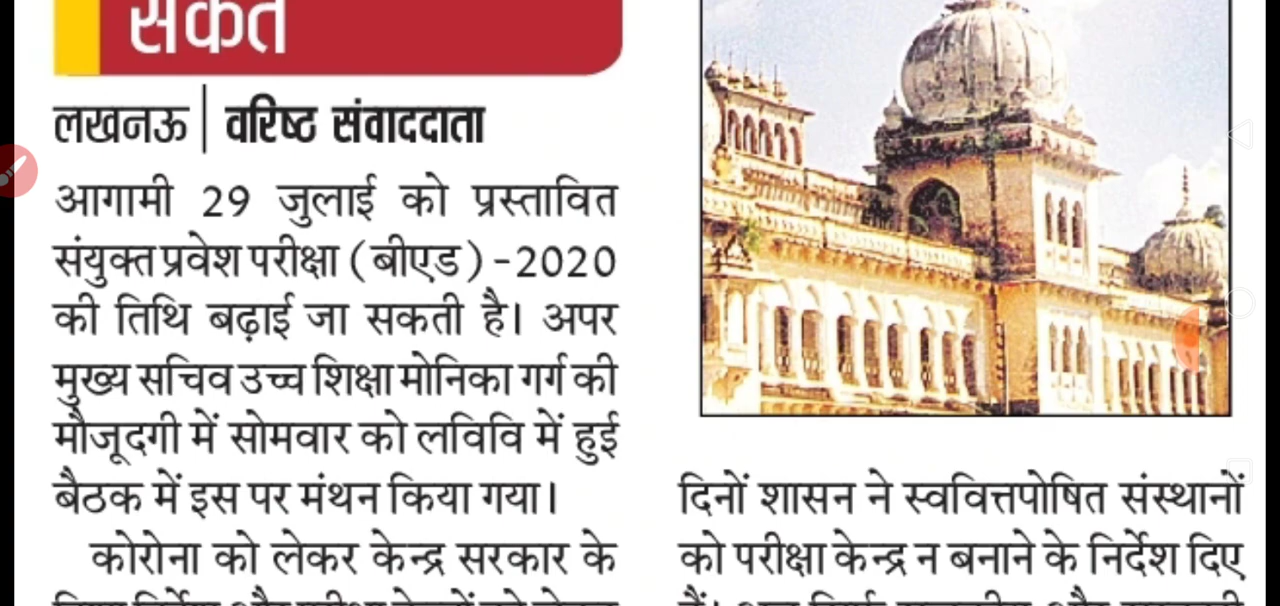 संकेत
लखनऊ | वरिष्ठ संवाददाता
आगामी 29 जुलाई को प्रस्तावित
संयुक्त प्रवेश परीक्षा (बीएड)-2020
की तिथि बढ़ाई जा सकती है। अपर
मुख्य सचिव उच्च शिक्षा मोनिका गर्ग की
मौजूदगी में सोमवार को लविवि में हुई
बैठक में इस पर मंथन किया गया।
कोरोना को लेकर केन्द्र सरकार के
दिनों शासन ने स्ववित्तपोषित संस्थानों
को परीक्षा केन्द्र न बनाने के निर्देश दिए